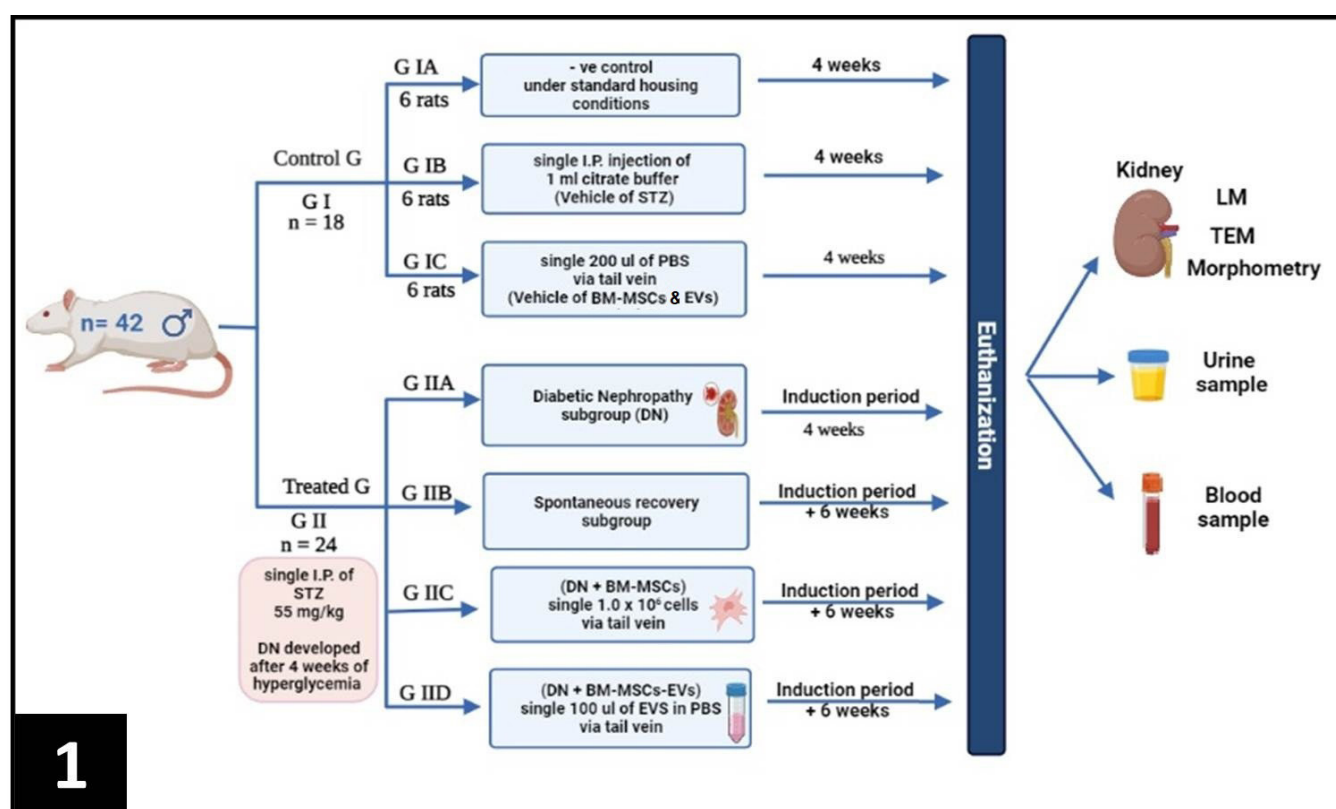 n= 42
Control G
G I
n = 18
G IA
6 rats
- ve control
under standard housing
conditions
4 weeks
G IB
6 rats
single I.P. injection of
1 ml citrate buffer
(Vehicle of STZ)
4 weeks
G IC
6 rats
single 200 ul of PBS
via tail vein
(Vehicle of BM-MSCs & EVs)
4 weeks
Treated G
G II
n = 24
single I.P. of
STZ
55 mg/kg
DN developed
after 4 weeks of
hyperglycemia
G IIA
Diabetic Nephropathy
subgroup (DN)
Induction period
4 weeks
G IIB
Spontaneous recovery
subgroup
Induction period
+ 6 weeks
G IIC
(DN + BM-MSCs)
single 1.0 x 10⁶ cells
via tail vein
Induction period
+ 6 weeks
G IID
(DN + BM-MSCs-EVs)
single 100 ul of EVS in PBS
via tail vein
Induction period
+ 6 weeks
Euthanization
Kidney
LM
TEM
Morphometry
Urine
sample
Blood
sample
1